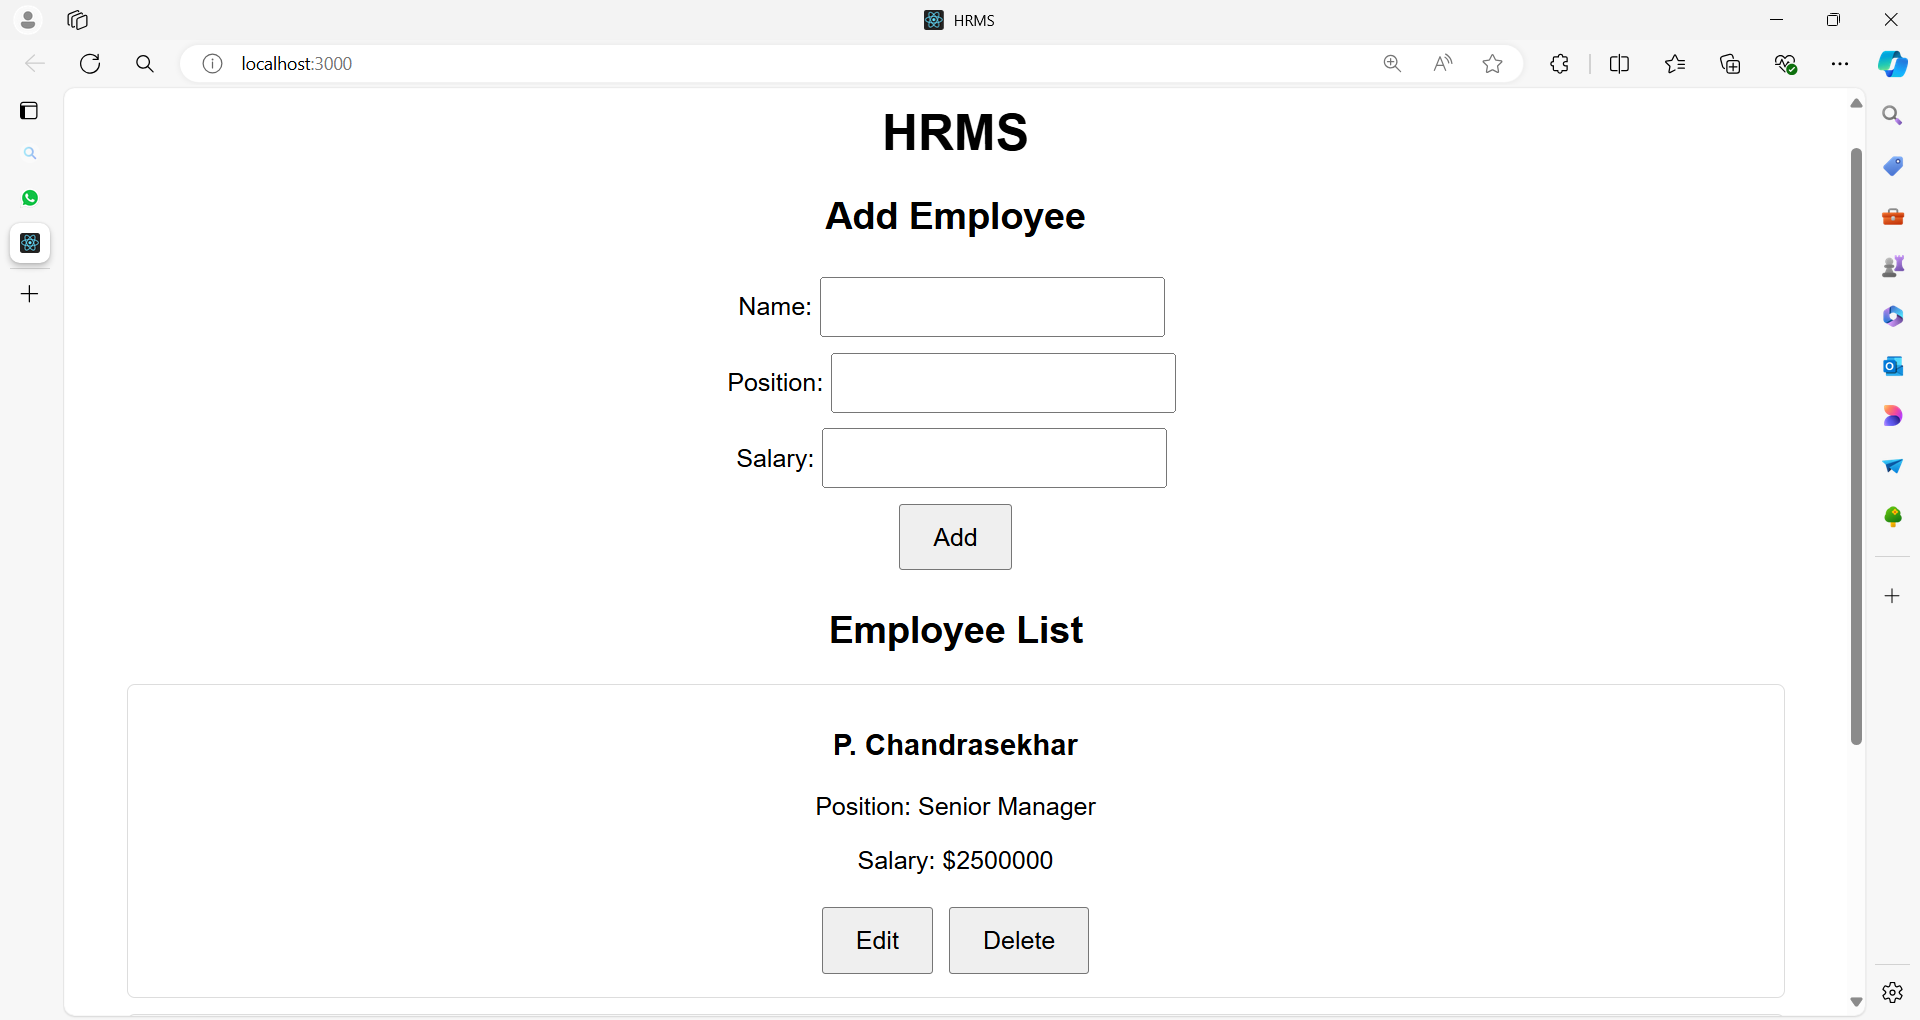 HRMS
localhost:3000
HRMS
Add Employee
Name:
Position:
Salary:
Add
Employee List
P. Chandrasekhar
Position: Senior Manager
Salary: $2500000
Edit Delete